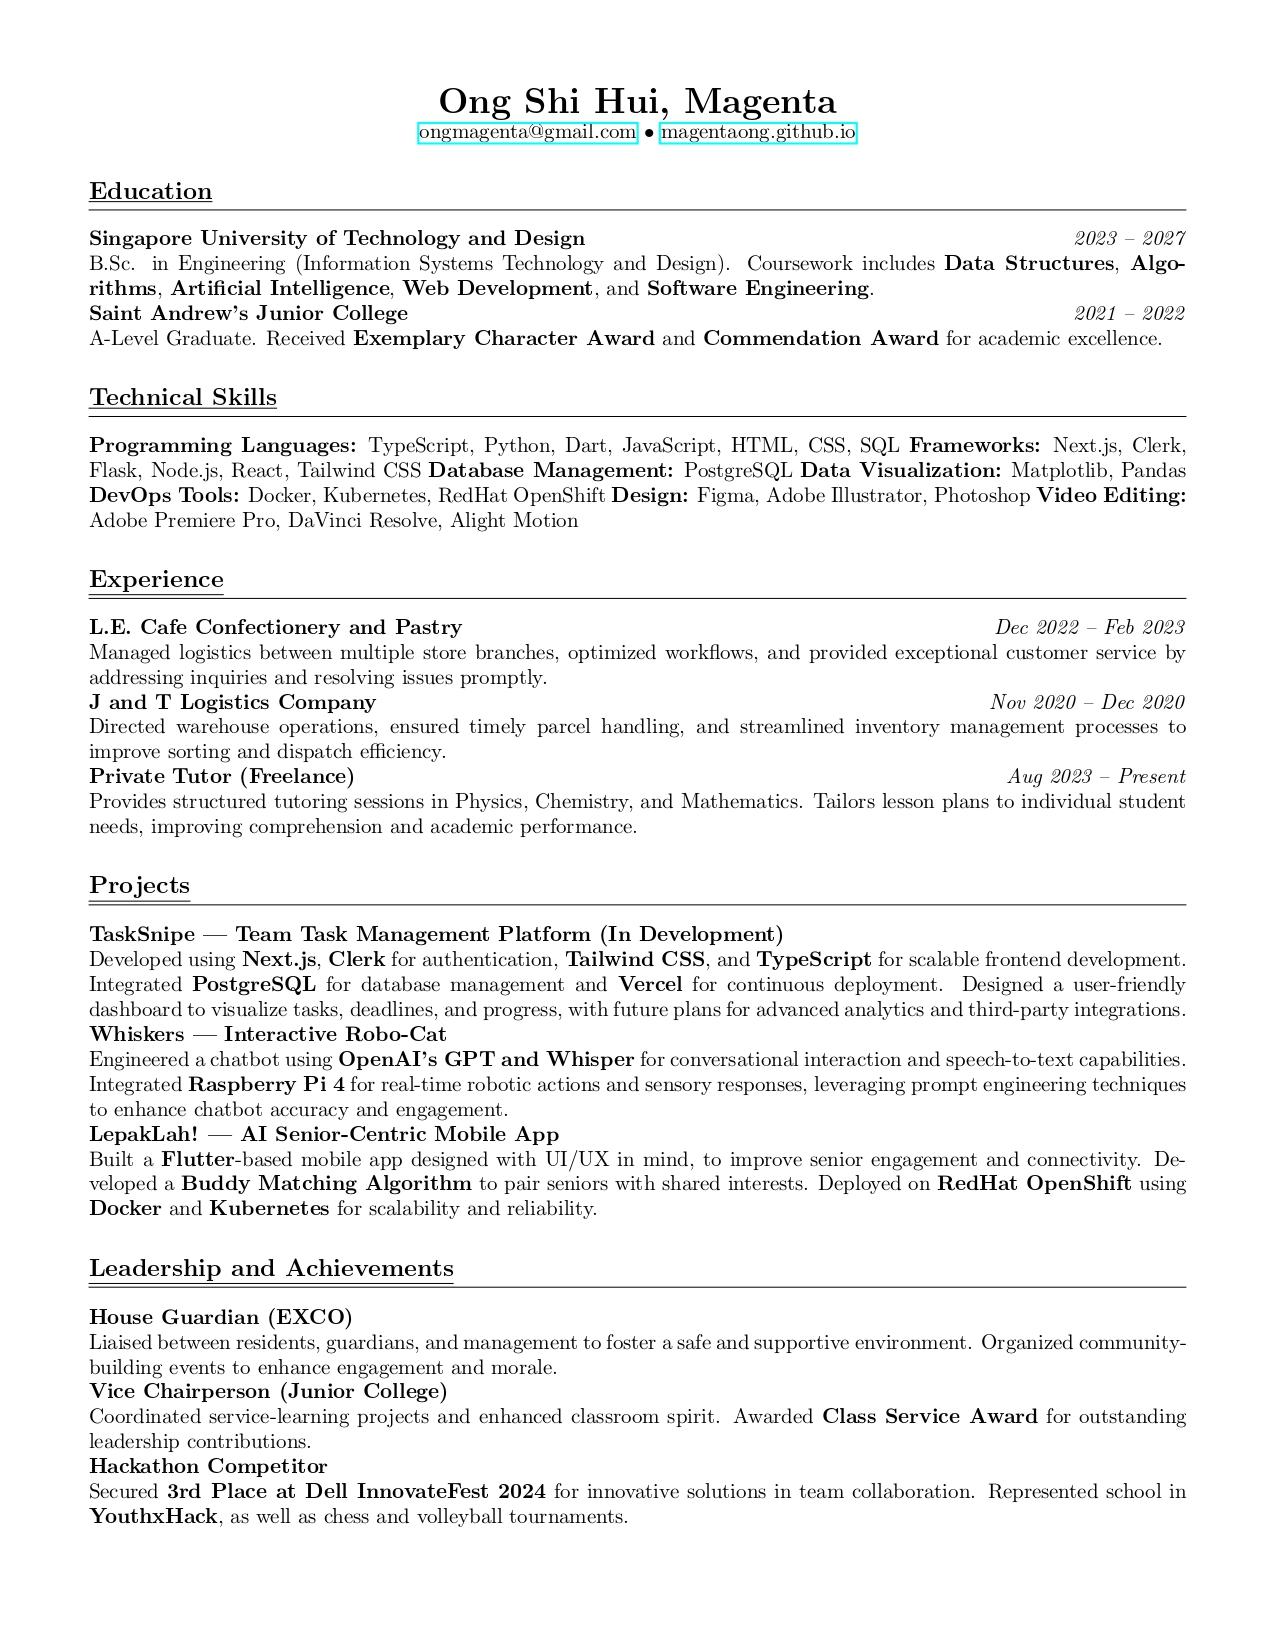 Ong Shi Hui, Magenta
ongmagenta@gmail.com • magentaong.github.io
Education
Singapore University of Technology and Design 2023 – 2027
B.Sc. in Engineering (Information Systems Technology and Design). Coursework includes Data Structures, Algo-
rithms, Artificial Intelligence, Web Development, and Software Engineering.
Saint Andrew's Junior College 2021 – 2022
A-Level Graduate. Received Exemplary Character Award and Commendation Award for academic excellence.
Technical Skills
Programming Languages: TypeScript, Python, Dart, JavaScript, HTML, CSS, SQL Frameworks: Next.js, Clerk,
Flask, Node.js, React, Tailwind CSS Database Management: PostgreSQL Data Visualization: Matplotlib, Pandas
DevOps Tools: Docker, Kubernetes, RedHat OpenShift Design: Figma, Adobe Illustrator, Photoshop Video Editing:
Adobe Premiere Pro, DaVinci Resolve, Alight Motion
Experience
L.E. Cafe Confectionery and Pastry Dec 2022 – Feb 2023
Managed logistics between multiple store branches, optimized workflows, and provided exceptional customer service by
addressing inquiries and resolving issues promptly.
J and T Logistics Company Nov 2020 – Dec 2020
Directed warehouse operations, ensured timely parcel handling, and streamlined inventory management processes to
improve sorting and dispatch efficiency.
Private Tutor (Freelance) Aug 2023 – Present
Provides structured tutoring sessions in Physics, Chemistry, and Mathematics. Tailors lesson plans to individual student
needs, improving comprehension and academic performance.
Projects
TaskSnipe — Team Task Management Platform (In Development)
Developed using Next.js, Clerk for authentication, Tailwind CSS, and TypeScript for scalable frontend development.
Integrated PostgreSQL for database management and Vercel for continuous deployment. Designed a user-friendly
dashboard to visualize tasks, deadlines, and progress, with future plans for advanced analytics and third-party integrations.
Whiskers — Interactive Robo-Cat
Engineered a chatbot using OpenAI's GPT and Whisper for conversational interaction and speech-to-text capabilities.
Integrated Raspberry Pi 4 for real-time robotic actions and sensory responses, leveraging prompt engineering techniques
to enhance chatbot accuracy and engagement.
LepakLah! — AI Senior-Centric Mobile App
Built a Flutter-based mobile app designed with UI/UX in mind, to improve senior engagement and connectivity. De-
veloped a Buddy Matching Algorithm to pair seniors with shared interests. Deployed on RedHat OpenShift using
Docker and Kubernetes for scalability and reliability.
Leadership and Achievements
House Guardian (EXCO)
Liaised between residents, guardians, and management to foster a safe and supportive environment. Organized community-
building events to enhance engagement and morale.
Vice Chairperson (Junior College)
Coordinated service-learning projects and enhanced classroom spirit. Awarded Class Service Award for outstanding
leadership contributions.
Hackathon Competitor
Secured 3rd Place at Dell InnovateFest 2024 for innovative solutions in team collaboration. Represented school in
YouthxHack, as well as chess and volleyball tournaments.